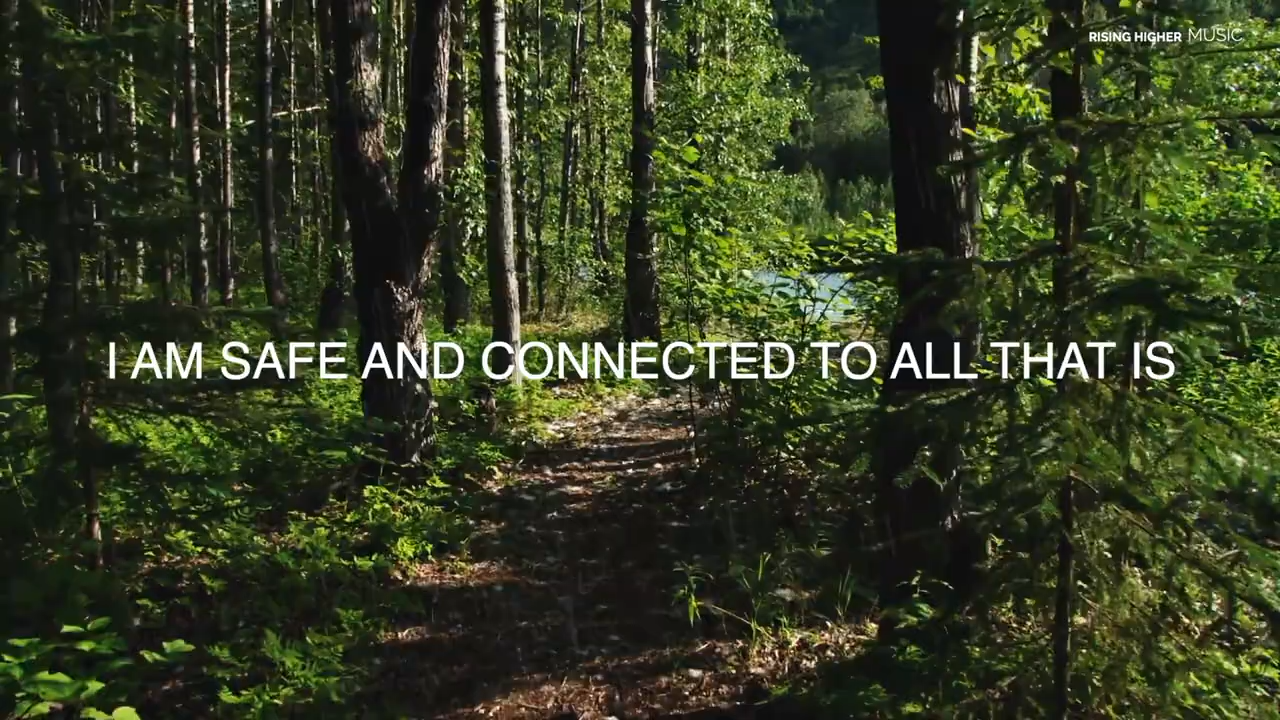 RISING HIGHER MUSIC
I AM SAFE AND CONNECTED TO ALL THAT IS